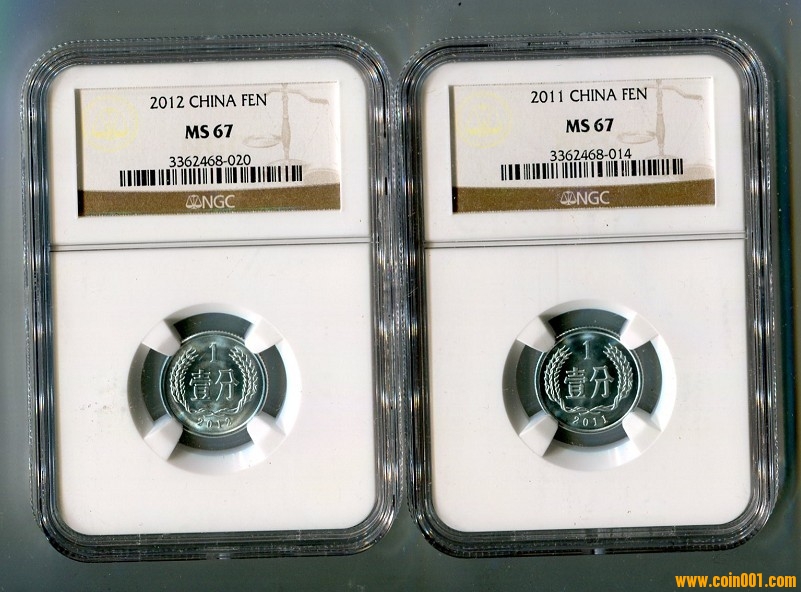 2012 CHINA FEN
MS 67
3362468-020
NGC
1
壹分
2012
2011 CHINA FEN
MS 67
3362468-014
NGC
1
壹分
2011
www.coin001.com